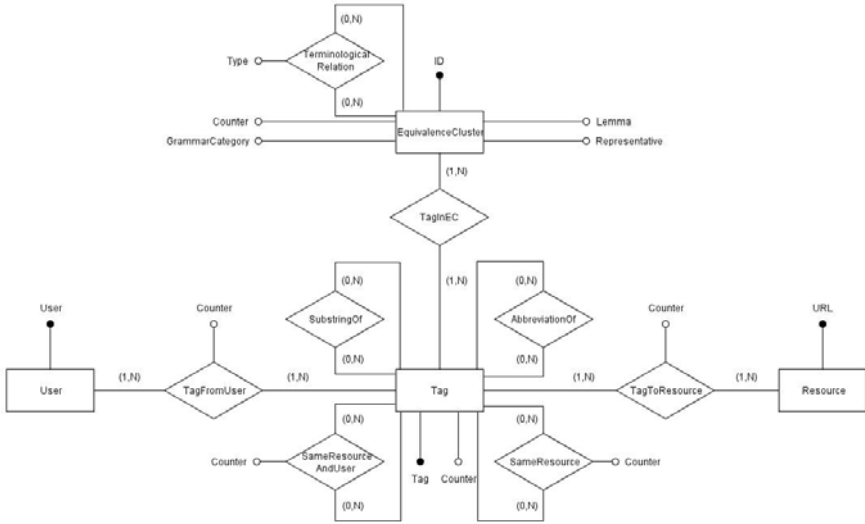 (0,N)
Terminological
Relation
Type
ID
(0,N)
Counter
Lemma
EquivalenceCluster
GrammarCategory
Representative
(1,N)
TagInEC
(0,N)
(1,N)
(0,N)
User
Counter
SubstringOf
AbbreviationOf
Counter
URL
(0,N)
(0,N)
User
(1,N)
TagFromUser
(1,N)
Tag
(1,N)
TagToResource
(1,N)
Resource
(0,N)
(0,N)
Counter
SameResource
AndUser
SameResource
Counter
Tag
Counter
(0,N)
(0,N)